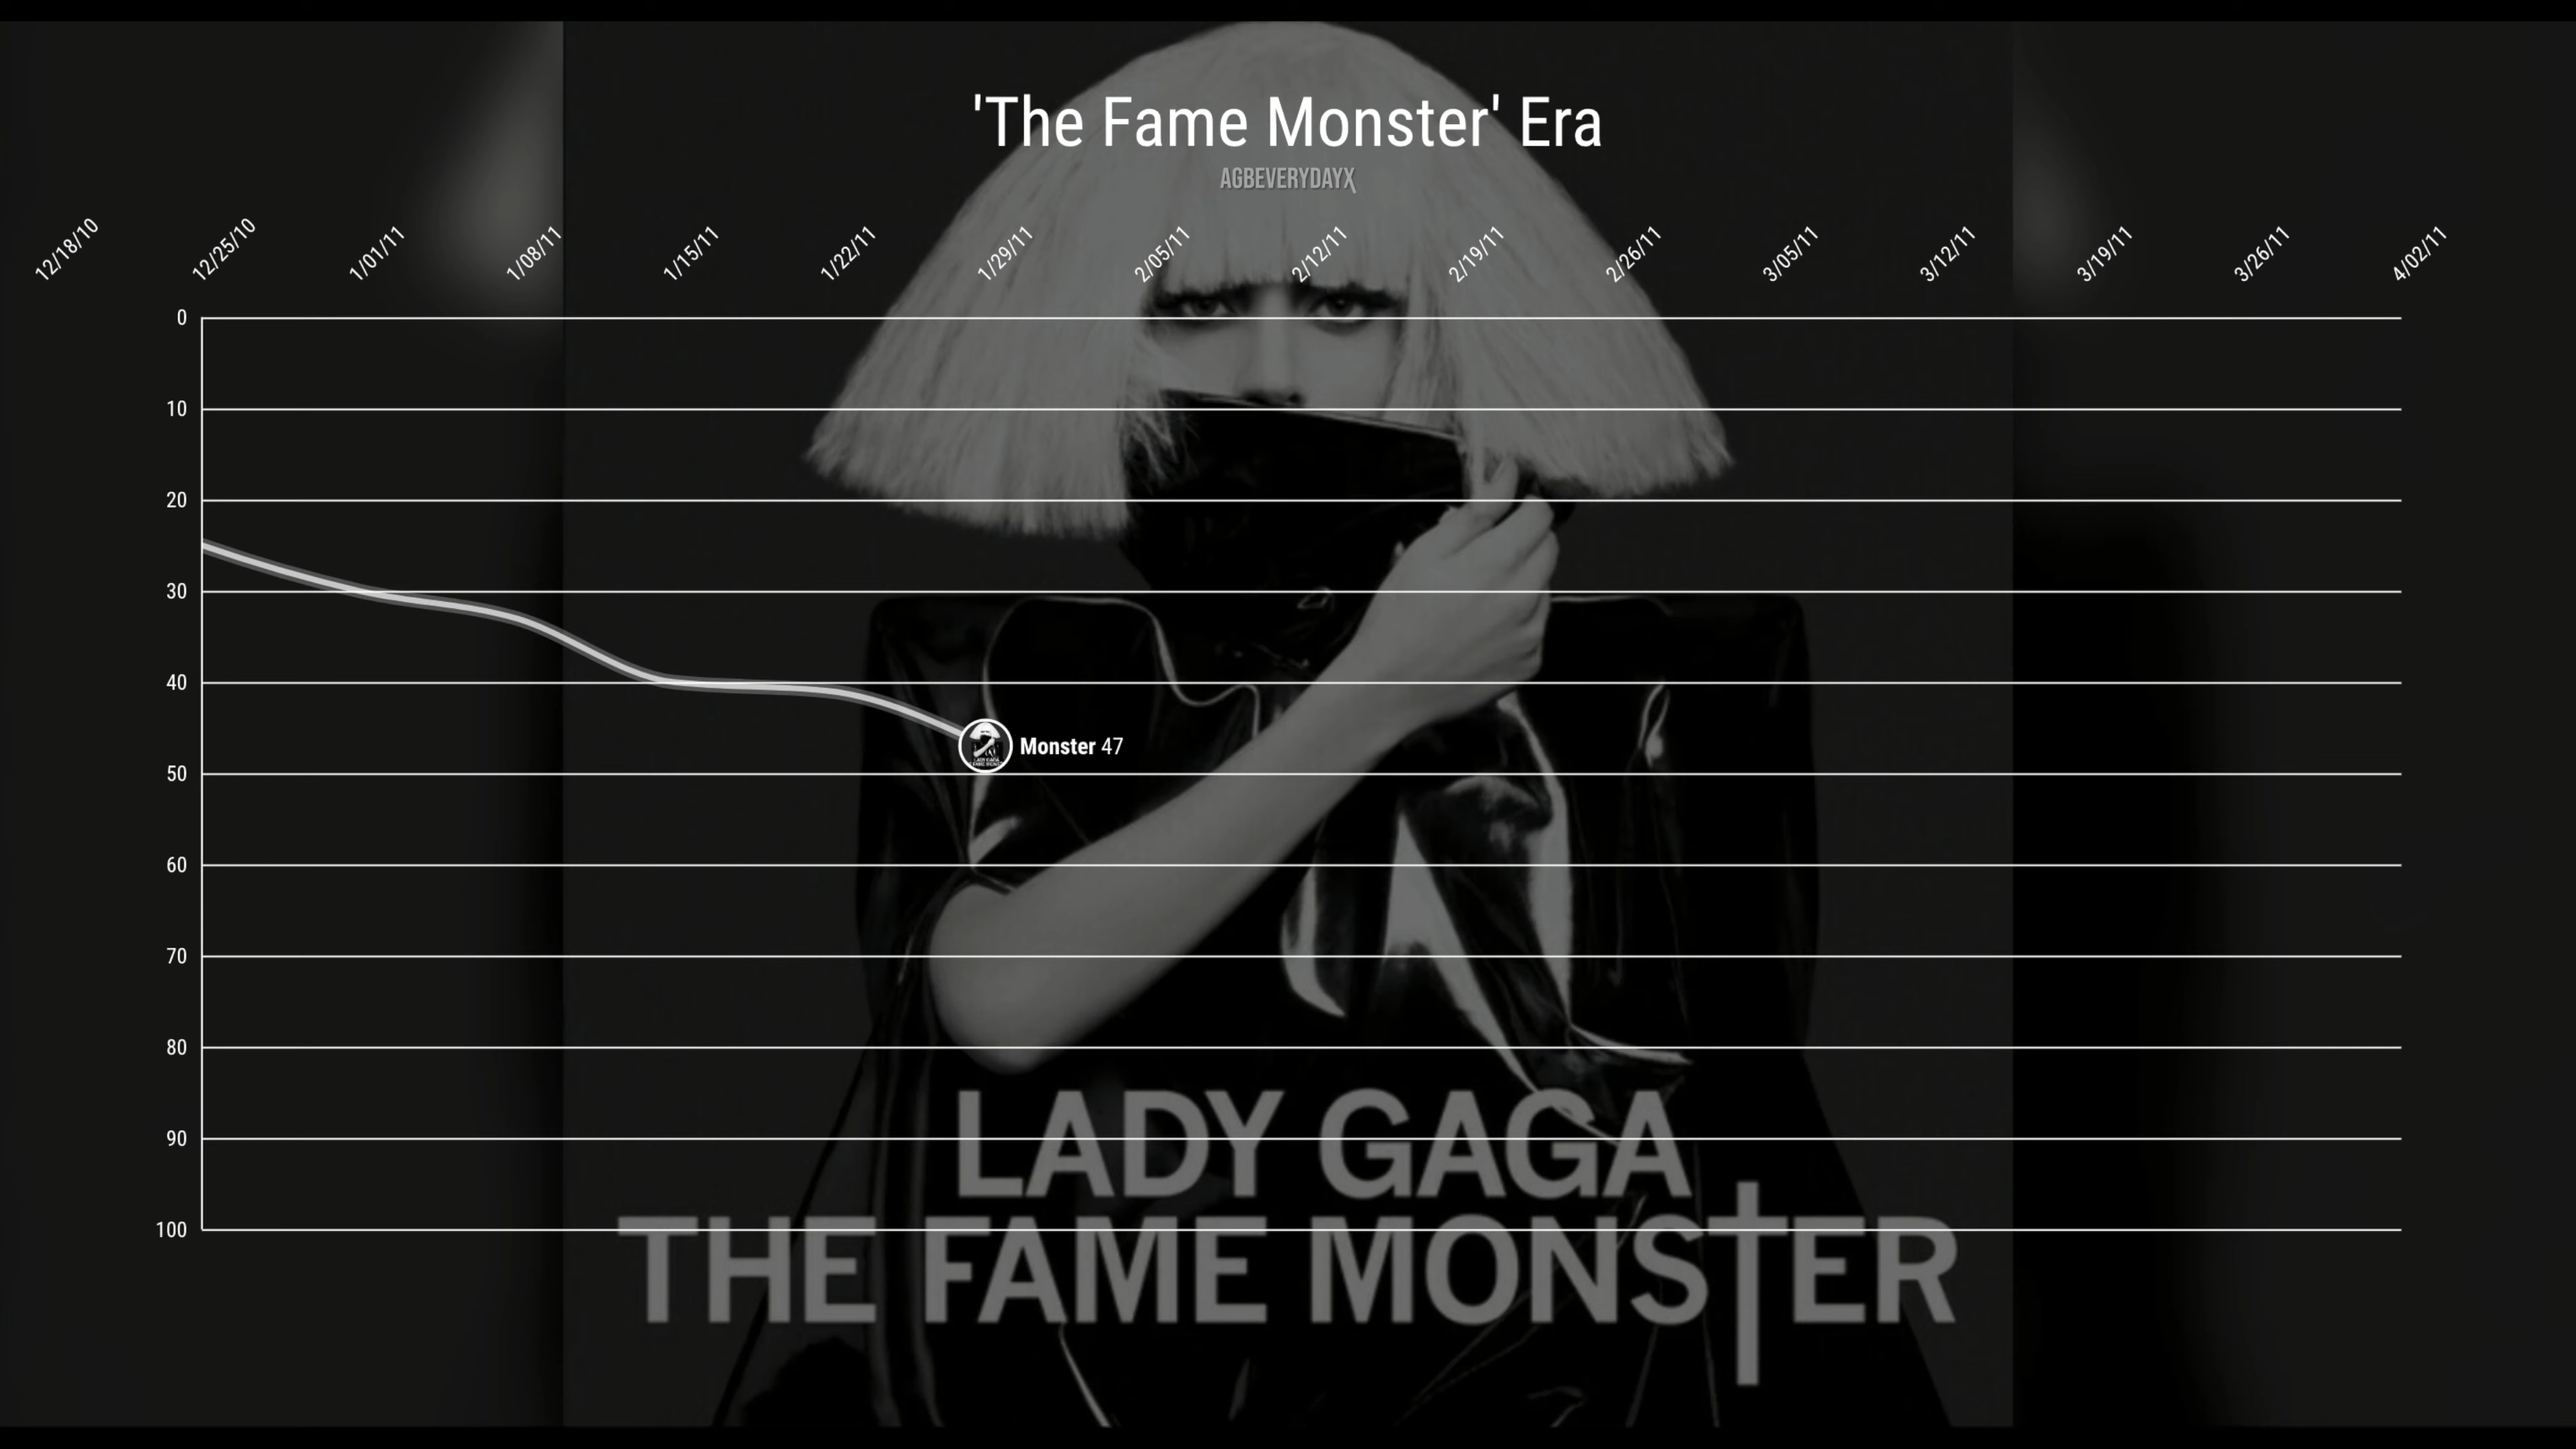 'The Fame Monster' Era
AGBEVERYDAYX
12/18/10 12/25/10 1/01/11 1/08/11 1/15/11 1/22/11 1/29/11 2/05/11 2/12/11 2/19/11 2/26/11 3/05/11 3/12/11 3/19/11 3/26/11 4/02/11
0
10
20
30
40
Monster 47
50
60
70
80
90
100
LADY GAGA
THE FAME MONSTER